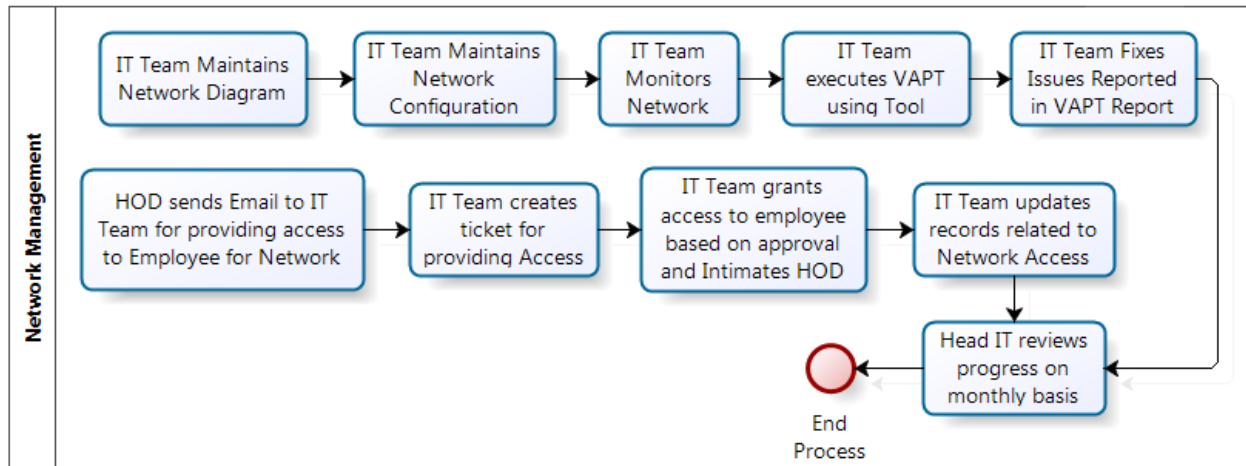 Network Management
IT Team Maintains
Network Diagram
IT Team Maintains
Network
Configuration
IT Team
Monitors
Network
IT Team
executes VAPT
using Tool
IT Team Fixes
Issues Reported
in VAPT Report
HOD sends Email to IT
Team for providing access
to Employee for Network
IT Team creates
ticket for
providing Access
IT Team grants
access to employee
based on approval
and Intimates HOD
IT Team updates
records related to
Network Access
Head IT reviews
progress on
monthly basis
End
Process